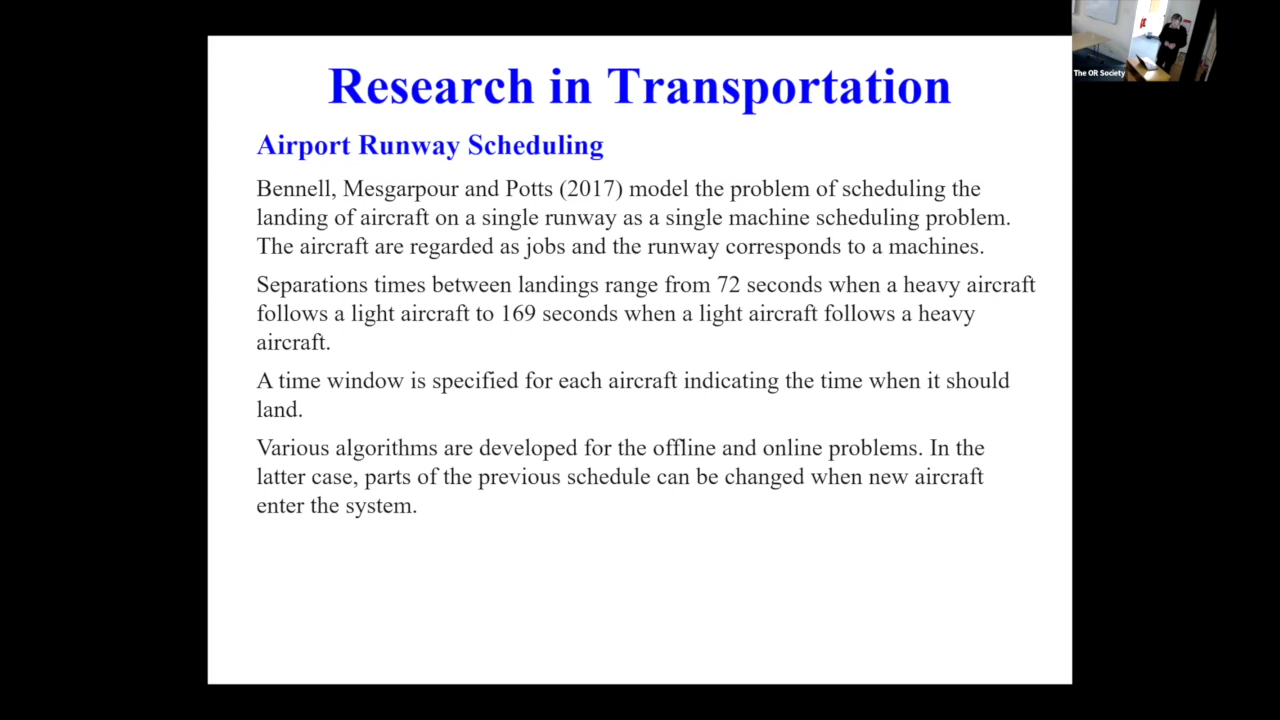 Research in Transportation
The OR Society
Airport Runway Scheduling
Bennell, Mesgarpour and Potts (2017) model the problem of scheduling the
landing of aircraft on a single runway as a single machine scheduling problem.
The aircraft are regarded as jobs and the runway corresponds to a machines.
Separations times between landings range from 72 seconds when a heavy aircraft
follows a light aircraft to 169 seconds when a light aircraft follows a heavy
aircraft.
A time window is specified for each aircraft indicating the time when it should
land.
Various algorithms are developed for the offline and online problems. In the
latter case, parts of the previous schedule can be changed when new aircraft
enter the system.